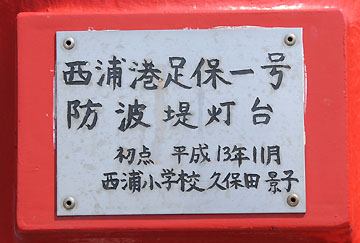 西浦港足保一号
防波堤灯台
初点 平成13年11月
西浦小学校久保田景子